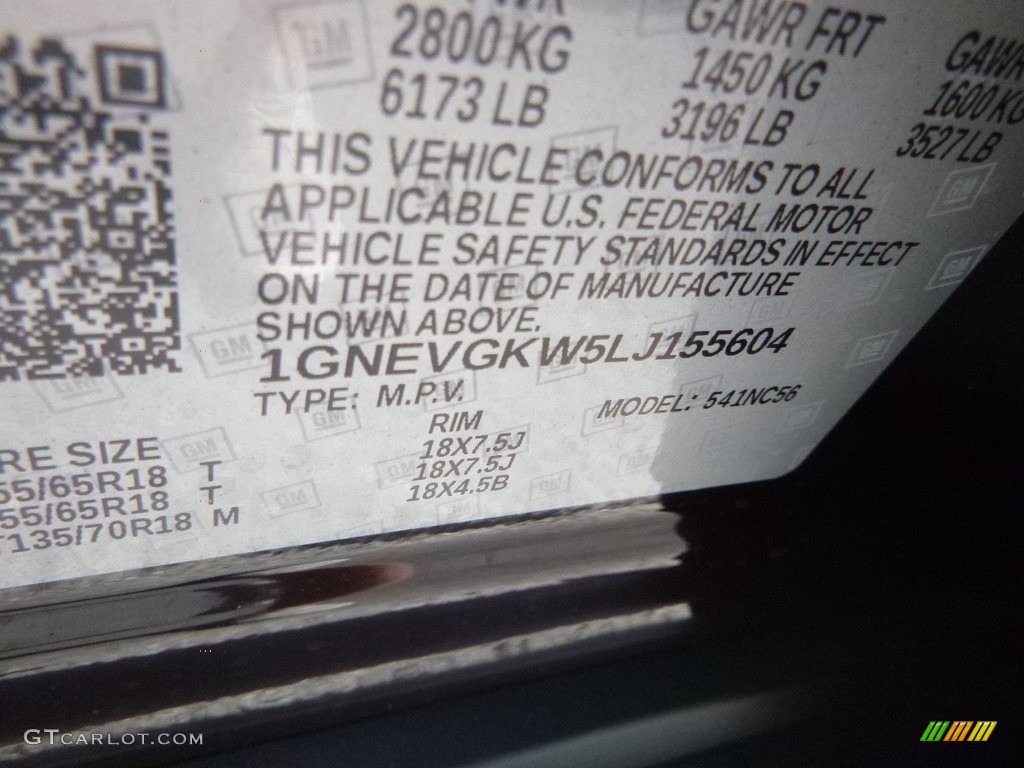 2800 KG
6173 LB
GAWR FRT
1450 KG
3196 LB
GAWR
1600 KG
3527 LB
THIS VEHICLE CONFORMS TO ALL
APPLICABLE U.S. FEDERAL MOTOR
VEHICLE SAFETY STANDARDS IN EFFECT
ON THE DATE OF MANUFACTURE
SHOWN ABOVE.
1GNEVGKW5LJ155604
TYPE: M.P.V. MODEL: 541NC56
RE SIZE RIM
55/65R18 T 18X7.5J
55/65R18 T 18X7.5J
T135/70R18 M 18X4.5B
GTCARLOT.COM